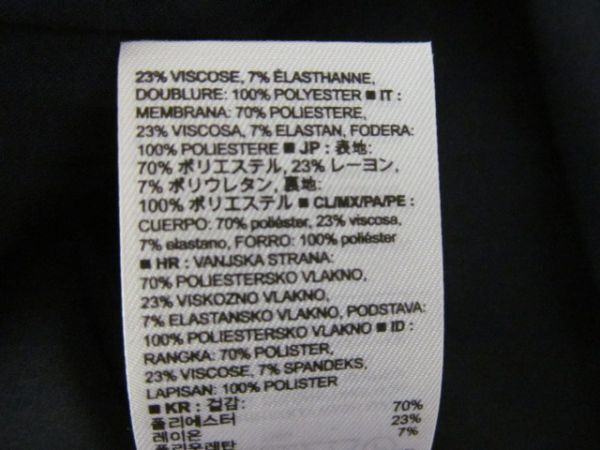 23% VISCOSE, 7% ÉLASTHANNE,
DOUBLURE: 100% POLYESTER ■ IT :
MEMBRANA: 70% POLIESTERE,
23% VISCOSA, 7% ELASTAN, FODERA:
100% POLIESTERE ■ JP : 表地:
70% ポリエステル, 23% レーヨン,
7% ポリウレタン, 裏地:
100% ポリエステル ■ CL/MX/PA/PE :
CUERPO: 70% poliéster, 23% viscosa,
7% elastano, FORRO: 100% poliéster
■ HR : VANJSKA STRANA:
70% POLIESTERSKO VLAKNO,
23% VISKOZNO VLAKNO,
7% ELASTANSKO VLAKNO, PODSTAVA:
100% POLIESTERSKO VLAKNO ■ ID :
RANGKA: 70% POLISTER,
23% VISCOSE, 7% SPANDEKS,
LAPISAN: 100% POLISTER
■ KR : 겉감:
폴리에스터 70%
레이온 23%
폴리우레탄 7%